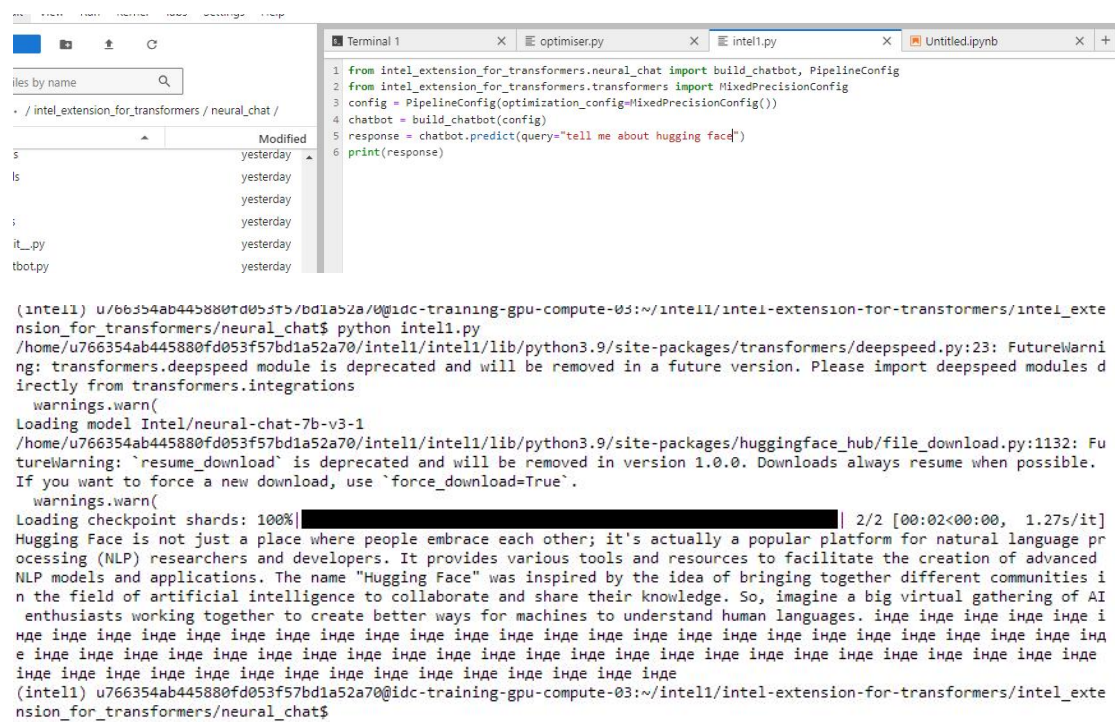 Terminal 1 optimiser.py intel1.py Untitled.ipynb
iles by name
/ intel_extension_for_transformers / neural_chat /
Modified
s yesterday
ls yesterday
yesterday
s yesterday
it__.py yesterday
tbot.py yesterday
1 from intel_extension_for_transformers.neural_chat import build_chatbot, PipelineConfig
2 from intel_extension_for_transformers.transformers import MixedPrecisionConfig
3 config = PipelineConfig(optimization_config=MixedPrecisionConfig())
4 chatbot = build_chatbot(config)
5 response = chatbot.predict(query="tell me about hugging face")
6 print(response)
(intel1) u766354ab445880fd053f57bd1a52a70@idc-training-gpu-compute-03:~/intel1/intel-extension-for-transformers/intel_exte
nsion_for_transformers/neural_chat$ python intel1.py
/home/u766354ab445880fd053f57bd1a52a70/intel1/intel1/lib/python3.9/site-packages/transformers/deepspeed.py:23: FutureWarni
ng: transformers.deepspeed module is deprecated and will be removed in a future version. Please import deepspeed modules d
irectly from transformers.integrations
warnings.warn(
Loading model Intel/neural-chat-7b-v3-1
/home/u766354ab445880fd053f57bd1a52a70/intel1/intel1/lib/python3.9/site-packages/huggingface_hub/file_download.py:1132: Fu
tureWarning: `resume_download` is deprecated and will be removed in version 1.0.0. Downloads always resume when possible.
If you want to force a new download, use `force_download=True`.
warnings.warn(
Loading checkpoint shards: 100%| | 2/2 [00:02<00:00, 1.27s/it]
Hugging Face is not just a place where people embrace each other; it's actually a popular platform for natural language pr
ocessing (NLP) researchers and developers. It provides various tools and resources to facilitate the creation of advanced
NLP models and applications. The name "Hugging Face" was inspired by the idea of bringing together different communities i
n the field of artificial intelligence to collaborate and share their knowledge. So, imagine a big virtual gathering of AI
enthusiasts working together to create better ways for machines to understand human languages. інде інде інде інде інде і
нде інде інде інде інде інде інде інде інде інде інде інде інде інде інде інде інде інде інде інде інде інде інд
е інде інде інде інде інде інде інде інде інде інде інде інде інде інде інде інде інде інде інде інде інде інде інде інде
інде інде інде інде інде інде інде інде інде інде інде інде інде інде інде
(intel1) u766354ab445880fd053f57bd1a52a70@idc-training-gpu-compute-03:~/intel1/intel-extension-for-transformers/intel_exte
nsion_for_transformers/neural_chat$